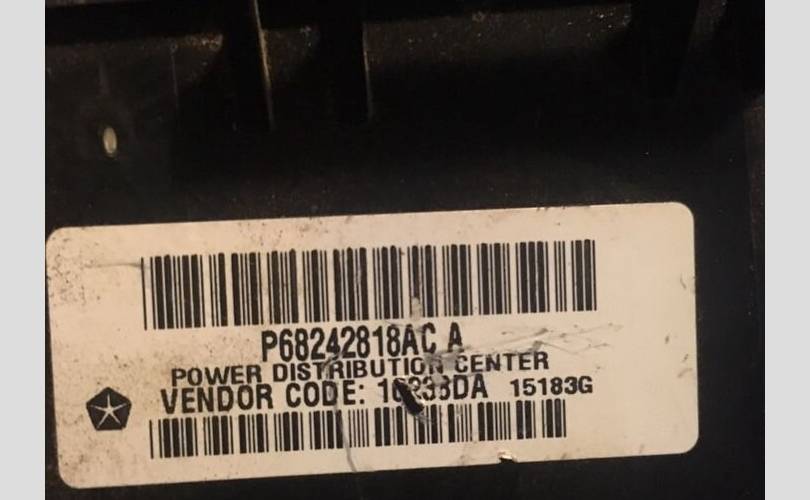 P68242818AC A
POWER DISTRIBUTION CENTER
VENDOR CODE: 15183G